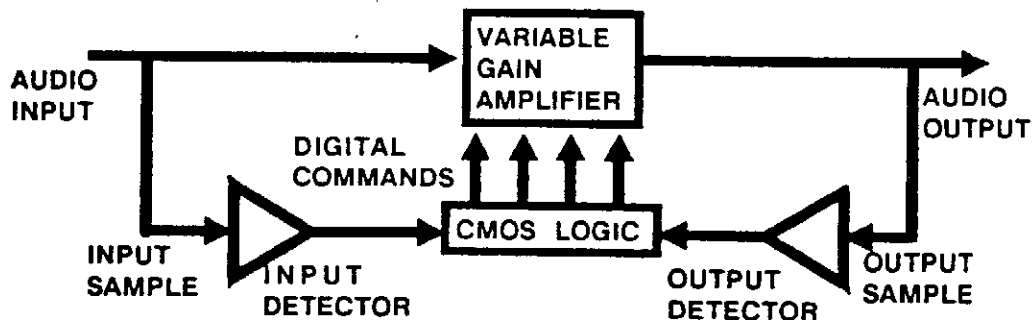 AUDIO
INPUT
VARIABLE
GAIN
AMPLIFIER
AUDIO
OUTPUT
DIGITAL
COMMANDS
CMOS LOGIC
INPUT
SAMPLE
INPUT
DETECTOR
OUTPUT
DETECTOR
OUTPUT
SAMPLE